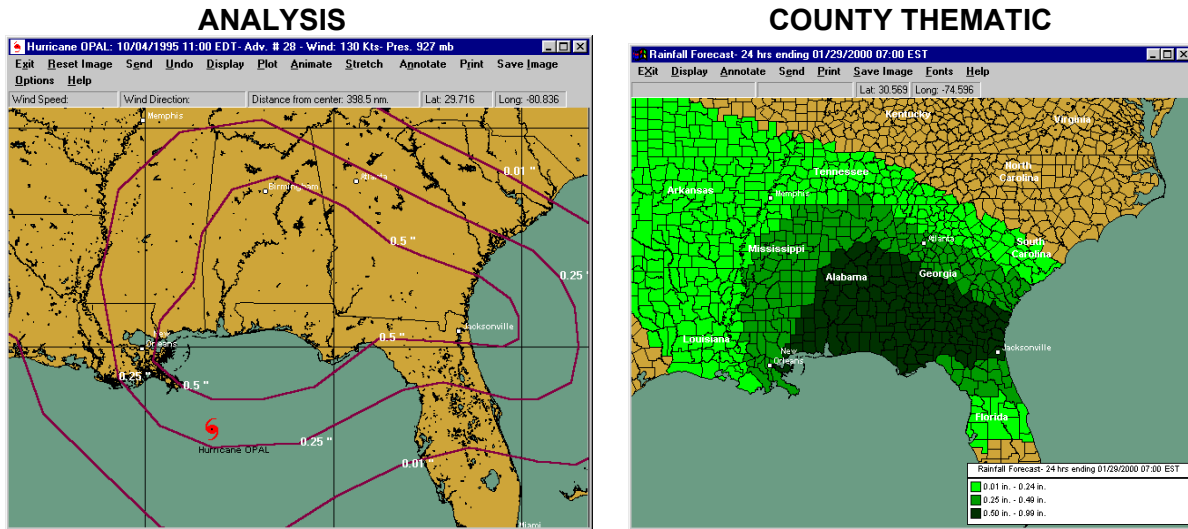 ANALYSIS
Hurricane OPAL: 10/04/1995 11:00 EDT- Adv. # 28 - Wind: 130 Kts- Pres. 927 mb
Exit Reset Image Send Undo Display Plot Animate Stretch Annotate Print Save Image
Options Help
Wind Speed: Wind Direction: Distance from center: 398.5 nm. Lat: 29.716 Long: -80.836
Memphis
Birmingham
Atlanta
0.01 "
0.5 "
0.25 "
New
Orleans
Jacksonville
0.5 "
0.25 "
0.5 "
Hurricane OPAL
0.25 "
0.01
Miami
COUNTY THEMATIC
Rainfall Forecast- 24 hrs ending 01/29/2000 07:00 EST
EXit Display Annotate Send Print Save Image Fonts Help
Lat: 30.569 Long: -74.596
Kentucky
Virginia
North
Carolina
Tennessee
Arkansas
Memphis
South
Carolina
Atlanta
Mississippi
Alabama
Georgia
Louisiana
New
Orleans
Jacksonville
Florida
Rainfall Forecast- 24 hrs ending 01/29/2000 07:00 EST
0.01 in. - 0.24 in.
0.25 in. - 0.49 in.
0.50 in. - 0.99 in.